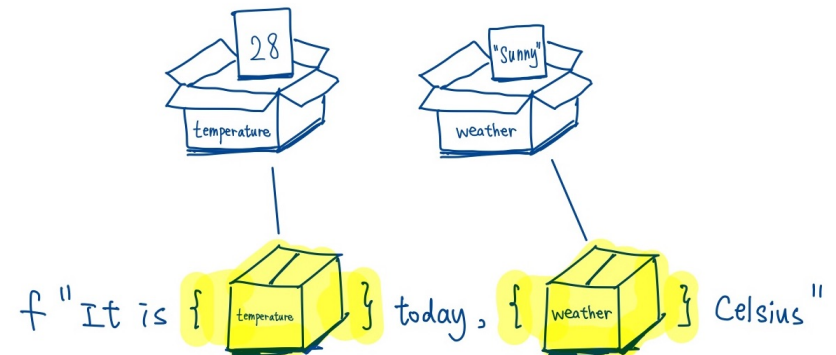 28
"Sunny"
temperature
weather
f "It is { temperature } today, { weather } Celsius"